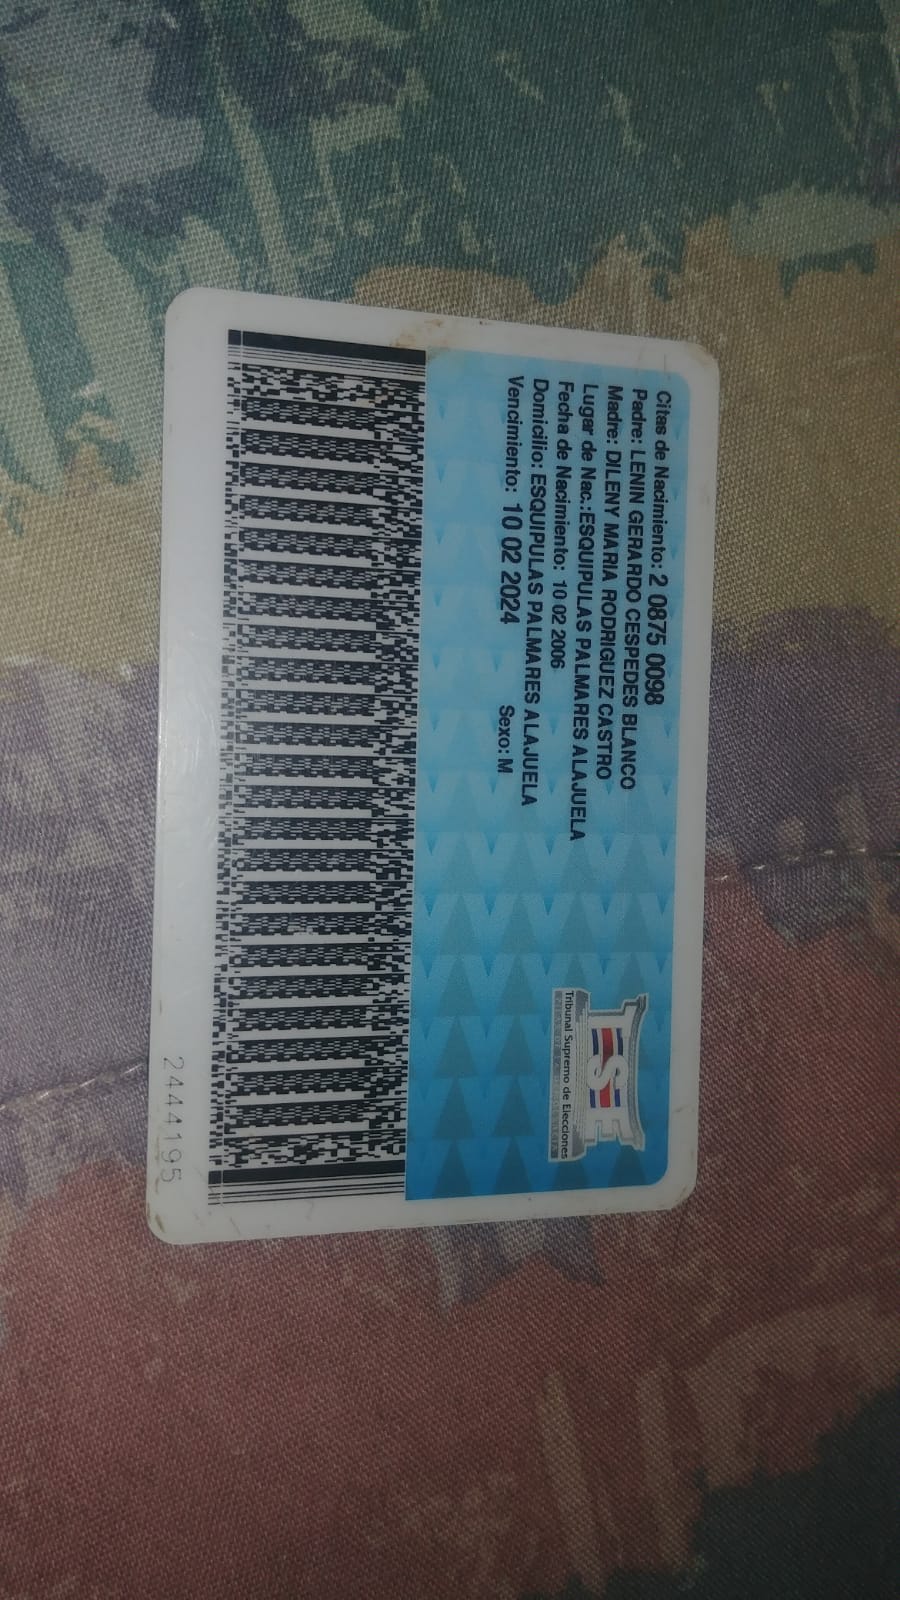 Citas de Nacimiento: 2 0875 0098
Padre: LENIN GERARDO CESPEDES BLANCO
Madre: DILENY MARIA RODRIGUEZ CASTRO
Lugar de Nac.:ESQUIPULAS PALMARES ALAJUELA
Fecha de Nacimiento: 10 02 2006
Domicilio: ESQUIPULAS PALMARES ALAJUELA
Vencimiento: 10 02 2024 Sexo: M
TSE
Tribunal Supremo de Elecciones
2444195